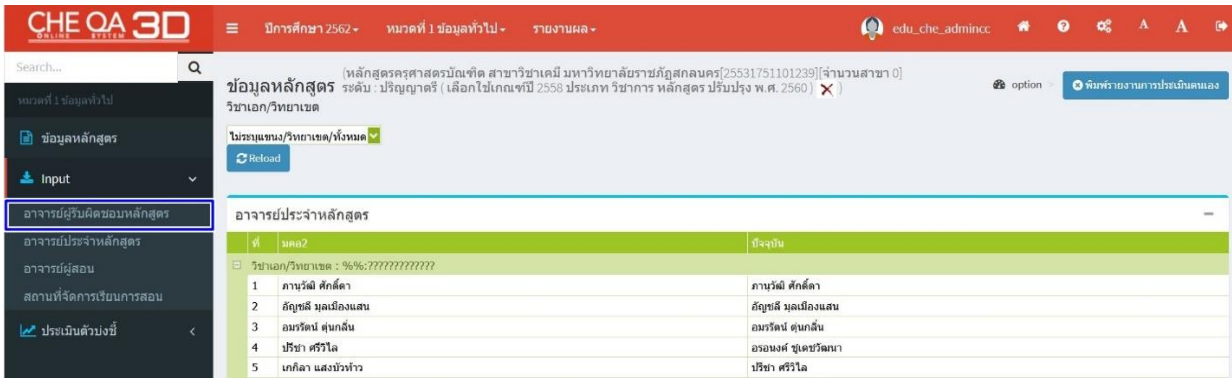 CHE QA 3D
ONLINE SYSTEM
ปีการศึกษา 2562
หมวดที่ 1 ข้อมูลทั่วไป
รายงานผล
edu_che_admincc
A
A
Search...
หมวดที่ 1 ข้อมูลทั่วไป
ข้อมูลหลักสูตร
Input
อาจารย์ผู้รับผิดชอบหลักสูตร
อาจารย์ประจำหลักสูตร
อาจารย์ผู้สอน
สถานที่จัดการเรียนการสอน
ประเมินตัวบ่งชี้
(หลักสูตรครุศาสตรบัณฑิต สาขาวิชาเคมี มหาวิทยาลัยราชภัฏสกลนคร[25531751101239][จำนวนสาขา 0]
ข้อมูลหลักสูตร ระดับ : ปริญญาตรี ( เลือกใช้เกณฑ์ปี 2558 ประเภท วิชาการ หลักสูตร ปรับปรุง พ.ศ. 2560 ) )
วิชาเอก/วิทยาเขต
option >
พิมพ์รายงานการประเมินตนเอง
ไม่ระบุแขนง/วิทยาเขต/ทั้งหมด
Reload
อาจารย์ประจำหลักสูตร
ที่ มคอ2 ปัจจุบัน
วิชาเอก/วิทยาเขต : %%:?????????????
1 ภานุวัฒิ ศักดิ์ดา ภานุวัฒิ ศักดิ์ดา
2 อัญชลี มุลเมืองแสน อัญชลี มุลเมืองแสน
3 อมรรัตน์ ตุ่นกลิ่น อมรรัตน์ ตุ่นกลิ่น
4 ปรีชา ศรีวิไล อรอนงค์ ชูเดชวัฒนา
5 เกกิลา แสงบัวท้าว ปรีชา ศรีวิไล